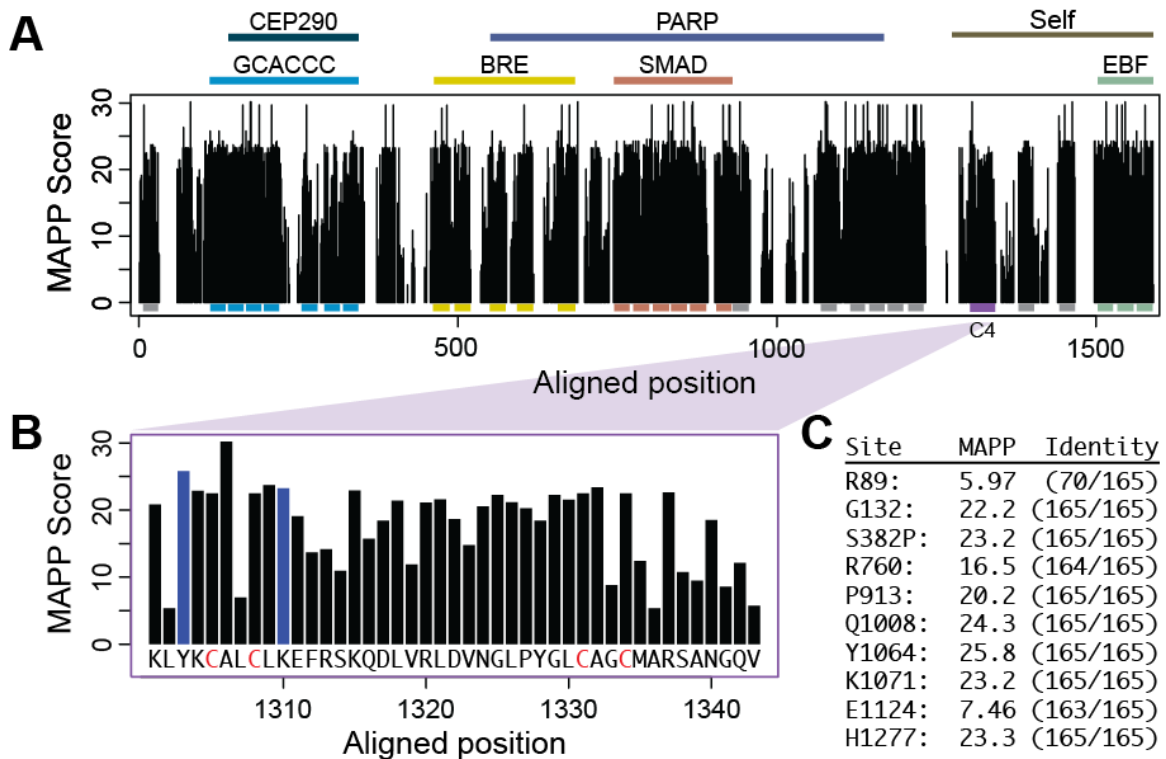 A
CEP290 PARP Self
GCACCC BRE SMAD EBF
MAPP Score
30
20
10
0
C4
0 500 1000 1500
Aligned position
B
MAPP Score
30
20
10
0
KLYKCALCLKEFRSKQDLVRLDVNGLPYGLCAGCMARSANGQV
1310 1320 1330 1340
Aligned position
C
Site MAPP Identity
R89: 5.97 (70/165)
G132: 22.2 (165/165)
S382P: 23.2 (165/165)
R760: 16.5 (164/165)
P913: 20.2 (165/165)
Q1008: 24.3 (165/165)
Y1064: 25.8 (165/165)
K1071: 23.2 (165/165)
E1124: 7.46 (163/165)
H1277: 23.3 (165/165)